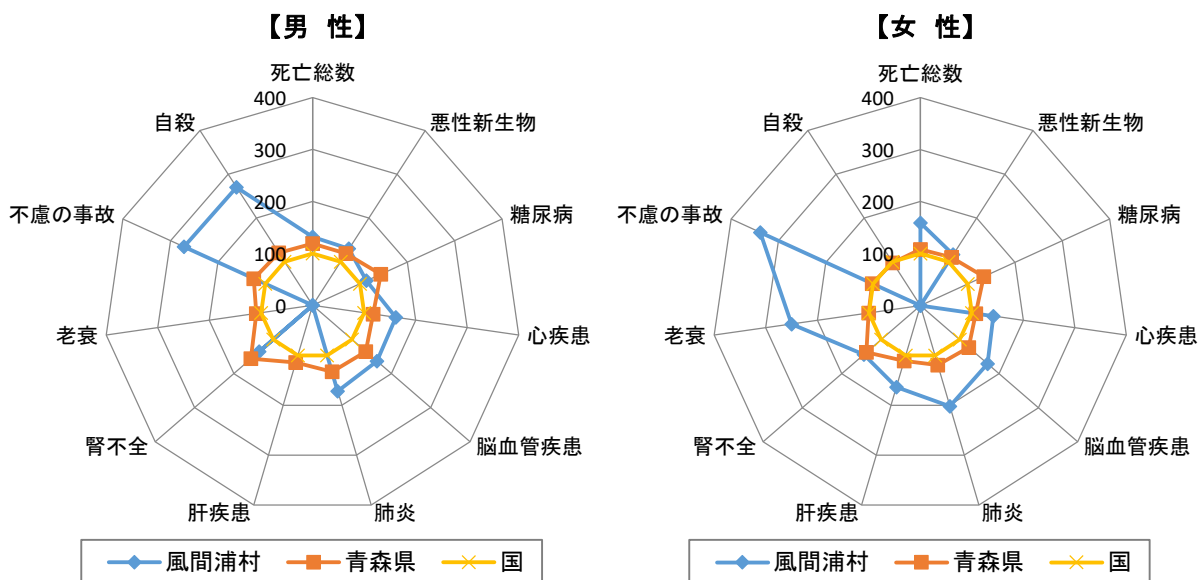 【男 性】
死亡総数
悪性新生物
糖尿病
心疾患
脳血管疾患
肺炎
肝疾患
腎不全
老衰
不慮の事故
自殺
400
300
200
100
0
風間浦村 青森県 国
【女 性】
死亡総数
悪性新生物
糖尿病
心疾患
脳血管疾患
肺炎
肝疾患
腎不全
老衰
不慮の事故
自殺
400
300
200
100
0
風間浦村 青森県 国